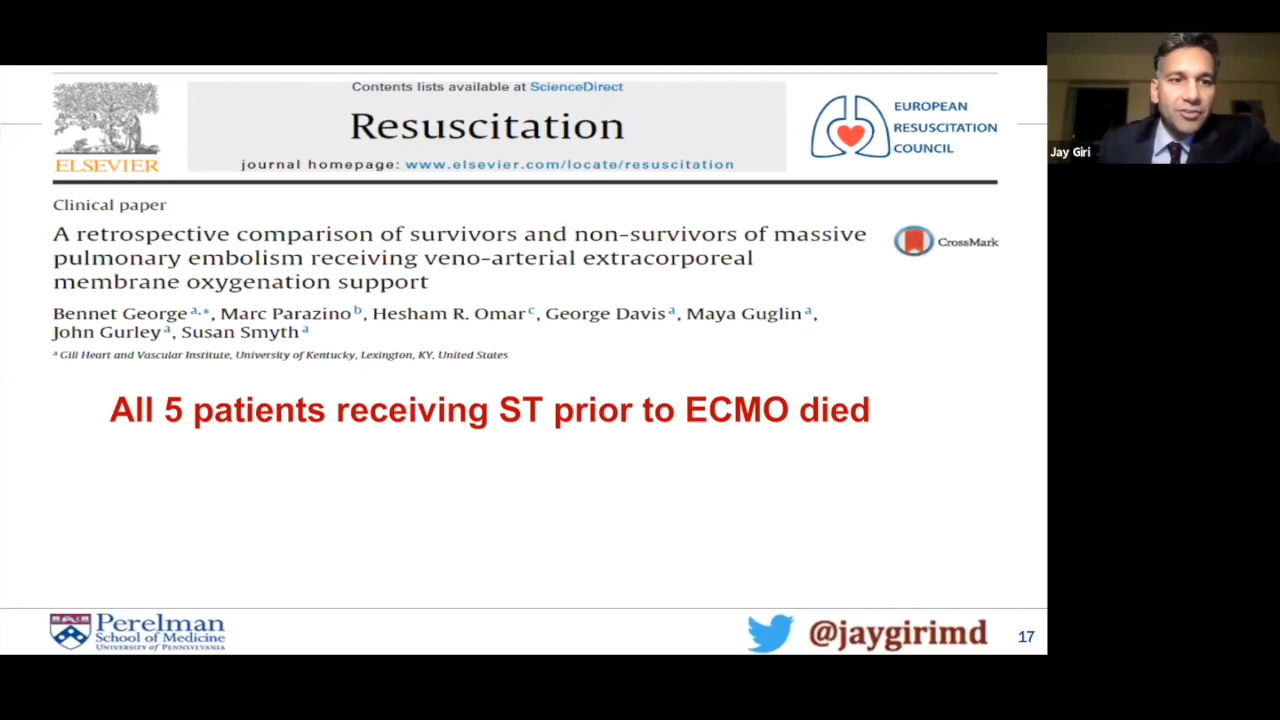 Contents lists available at ScienceDirect
Resuscitation
journal homepage: www.elsevier.com/locate/resuscitation
ELSEVIER
EUROPEAN
RESUSCITATION
COUNCIL
Jay Giri
Clinical paper
A retrospective comparison of survivors and non-survivors of massive
pulmonary embolism receiving veno-arterial extracorporeal
membrane oxygenation support
CrossMark
Bennet George a,*, Marc Parazino b, Hesham R. Omar c, George Davis a, Maya Guglin a,
John Gurley a, Susan Smyth a
a Gill Heart and Vascular Institute, University of Kentucky, Lexington, KY, United States
All 5 patients receiving ST prior to ECMO died
Perelman
School of Medicine
UNIVERSITY OF PENNSYLVANIA
@jaygirimd
17